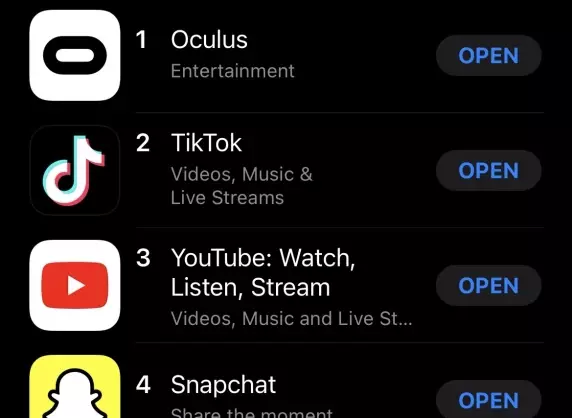 1 Oculus OPEN
Entertainment
2 TikTok OPEN
Videos, Music &
Live Streams
3 YouTube: Watch,
Listen, Stream OPEN
Videos, Music and Live St...
4 Snapchat OPEN
Share the moment